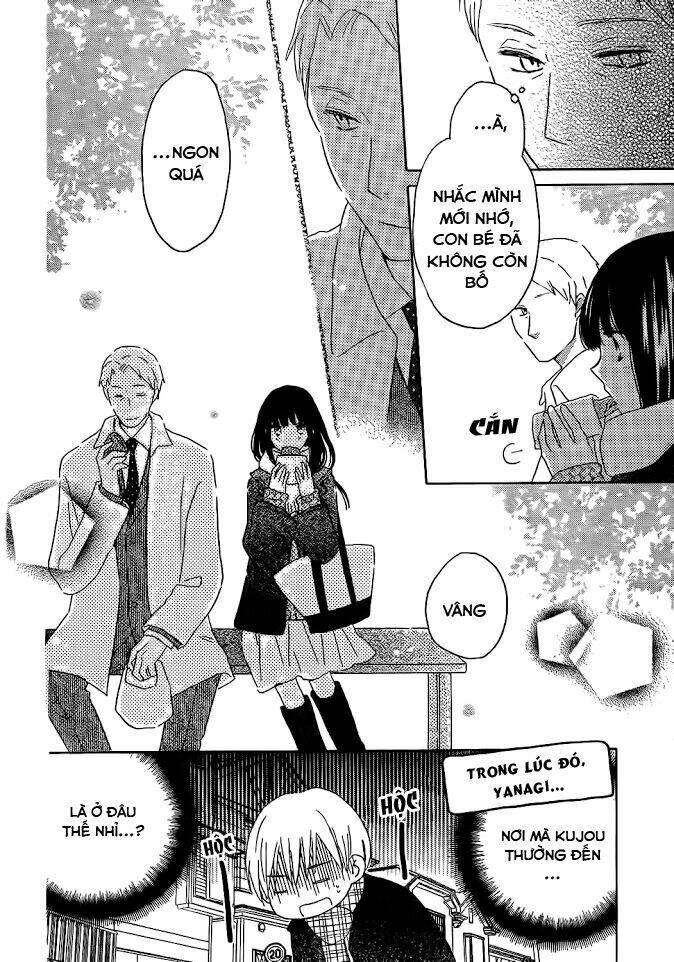 ...À,
NHẮC MÌNH
MỚI NHỚ,
CON BÉ ĐÃ
KHÔNG CÒN
BỐ
CẮN
...NGON
QUÁ
VÂNG
TRONG LÚC ĐÓ,
YANAGI...
NƠI MÀ KUJOU
THƯỜNG ĐẾN
...
HỘC
HỘC
LÀ Ở ĐÂU
THẾ NHỈ...?
20